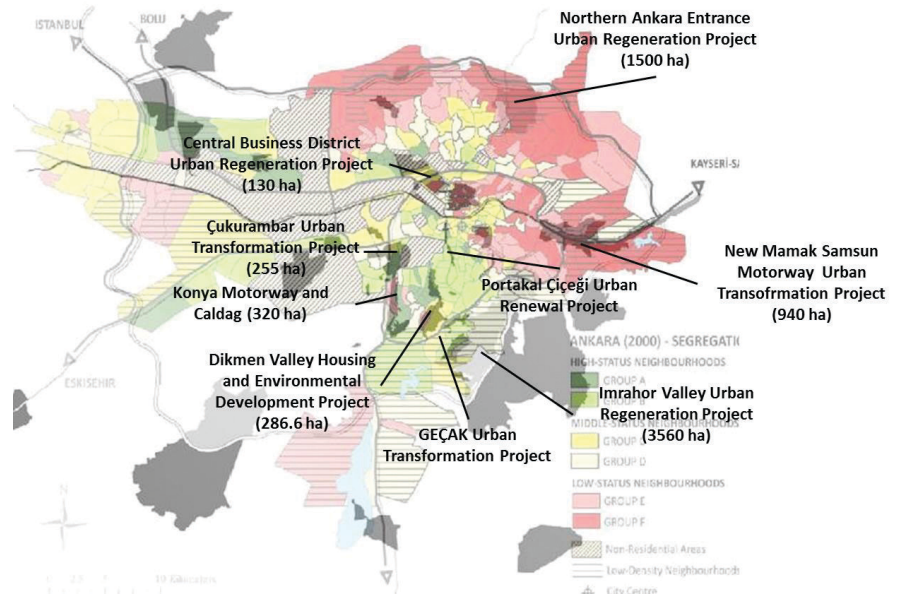 ISTANBUL
BOLU
Northern Ankara Entrance
Urban Regeneration Project
(1500 ha)
Central Business District
Urban Regeneration Project
(130 ha)
KAYSERİ-SA
Çukurambar Urban
Transformation Project
(255 ha)
Konya Motorway and
Caldag (320 ha)
New Mamak Samsun
Motorway Urban
Transofrmation Project
(940 ha)
Portakal Çiçeği Urban
Renewal Project
ESKISEHIR
Dikmen Valley Housing
and Environmental
Development Project
(286.6 ha)
GEÇAK Urban
Transformation Project
Imrahor Valley Urban
Regeneration Project
(3560 ha)
ANKARA (2000) - SEGREGATI
HIGH-STATUS NEIGHBOURHOODS
GROUP A
GROUP B
MIDDLE-STATUS NEIGHBOURHOODS
GROUP C
GROUP D
LOW-STATUS NEIGHBOURHOODS
GROUP E
GROUP F
Non-Residential Areas
Low-Density Neighbourhoods
City Centre
N
10 Kilometers